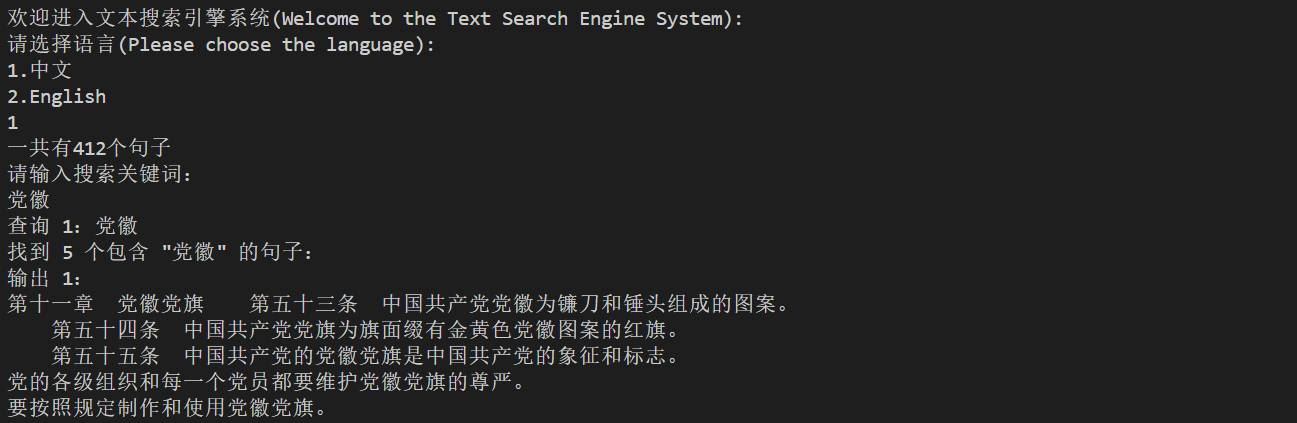 欢迎进入文本搜索引擎系统(Welcome to the Text Search Engine System):
请选择语言(Please choose the language):
1.中文
2.English
1
一共有412个句子
请输入搜索关键词:
党徽
查询 1: 党徽
找到 5 个包含 "党徽" 的句子:
输出 1:
第十一章　党徽党旗　　第五十三条　中国共产党党徽为镰刀和锤头组成的图案。
　　第五十四条　中国共产党党旗为旗面缀有金黄色党徽图案的红旗。
　　第五十五条　中国共产党的党徽党旗是中国共产党的象征和标志。
党的各级组织和每一个党员都要维护党徽党旗的尊严。
要按照规定制作和使用党徽党旗。